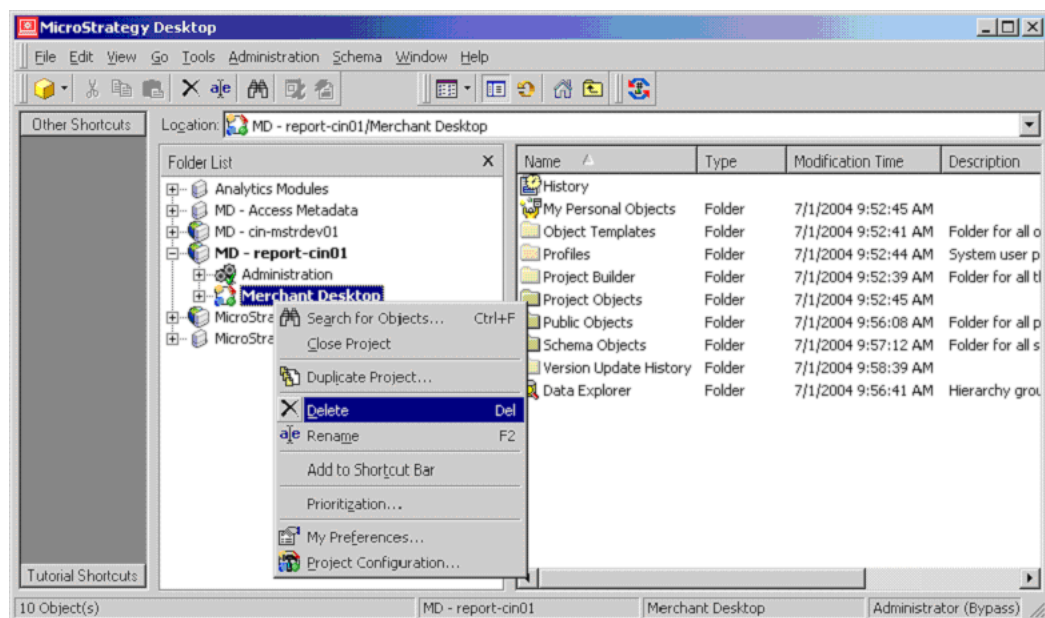 MicroStrategy Desktop
File Edit View Go Tools Administration Schema Window Help
Other Shortcuts
Location: MD - report-cin01/Merchant Desktop
Folder List
Analytics Modules
MD - Access Metadata
MD - cin-mstrdev01
MD - report-cin01
Administration
Merchant Desktop
MicroStra
MicroStra
Search for Objects... Ctrl+F
Close Project
Duplicate Project...
Delete Del
Rename F2
Add to Shortcut Bar
Prioritization...
My Preferences...
Project Configuration...
Name Type Modification Time Description
History
My Personal Objects Folder 7/1/2004 9:52:45 AM
Object Templates Folder 7/1/2004 9:52:41 AM Folder for all o
Profiles Folder 7/1/2004 9:52:44 AM System user p
Project Builder Folder 7/1/2004 9:52:39 AM Folder for all t
Project Objects Folder 7/1/2004 9:52:45 AM
Public Objects Folder 7/1/2004 9:56:08 AM Folder for all p
Schema Objects Folder 7/1/2004 9:57:12 AM Folder for all s
Version Update History Folder 7/1/2004 9:58:39 AM
Data Explorer Folder 7/1/2004 9:56:41 AM Hierarchy grou
Tutorial Shortcuts
10 Object(s) MD - report-cin01 Merchant Desktop Administrator (Bypass)